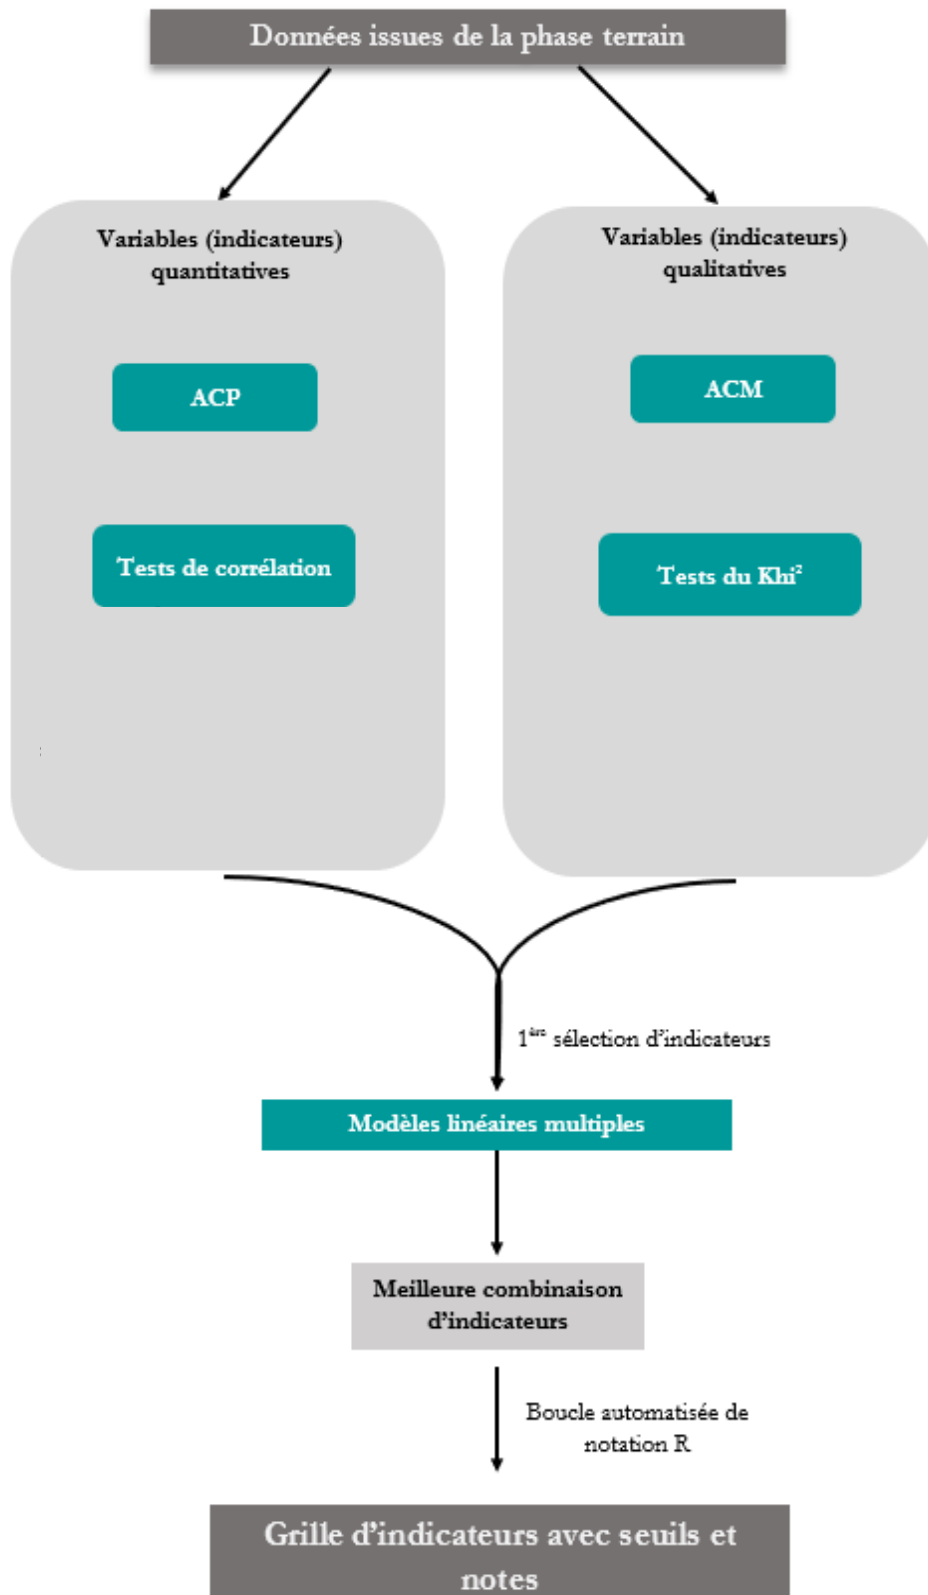 Données issues de la phase terrain
Variables (indicateurs)
quantitatives
ACP
Tests de corrélation
Variables (indicateurs)
qualitatives
ACM
Tests du Khi²
1ère sélection d'indicateurs
Modèles linéaires multiples
Meilleure combinaison
d'indicateurs
Boucle automatisée de
notation R
Grille d'indicateurs avec seuils et
notes